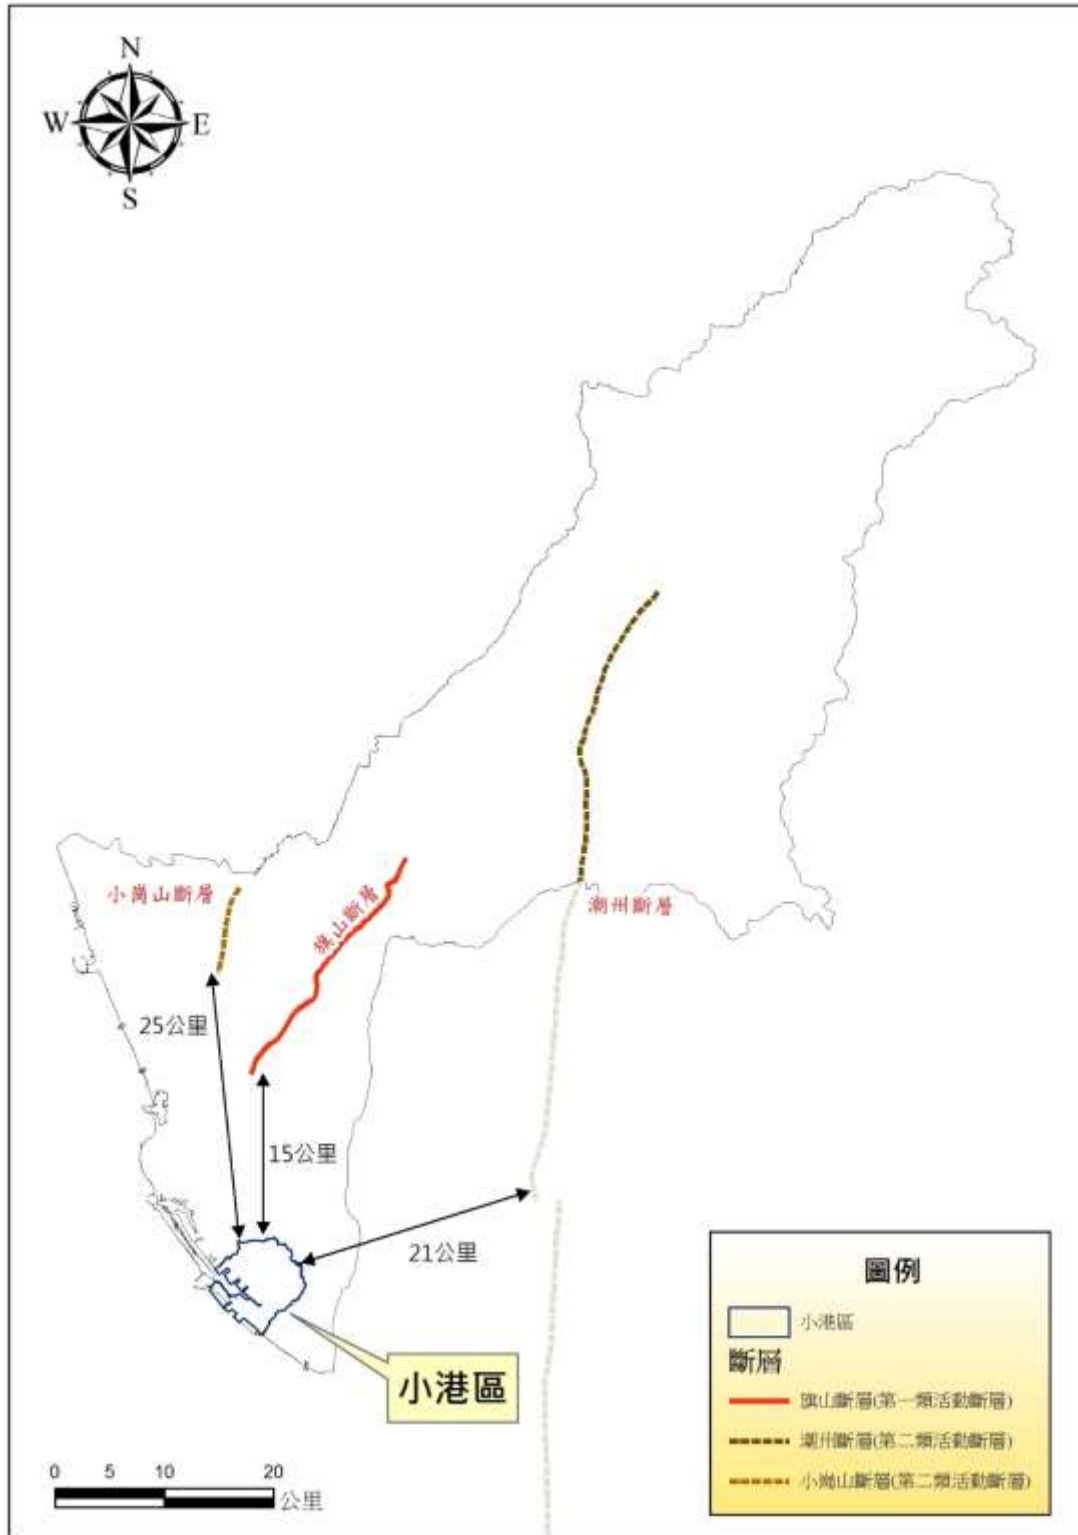 N
W
E
S
小崗山斷層
旗山斷層
潮州斷層
25公里
15公里
21公里
小港區
圖例
小港區
斷層
旗山斷層(第一類活動斷層)
潮州斷層(第二類活動斷層)
小崗山斷層(第二類活動斷層)
0 5 10 20
公里